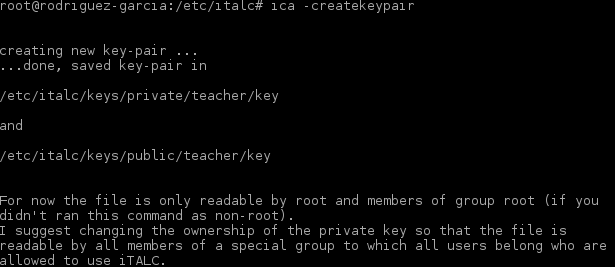 root@rodriguez-garcia:/etc/italc# ica -createkeypair
creating new key-pair ...
...done, saved key-pair in
/etc/italc/keys/private/teacher/key
and
/etc/italc/keys/public/teacher/key
For now the file is only readable by root and members of group root (if you
didn't ran this command as non-root).
I suggest changing the ownership of the private key so that the file is
readable by all members of a special group to which all users belong who are
allowed to use iTALC.